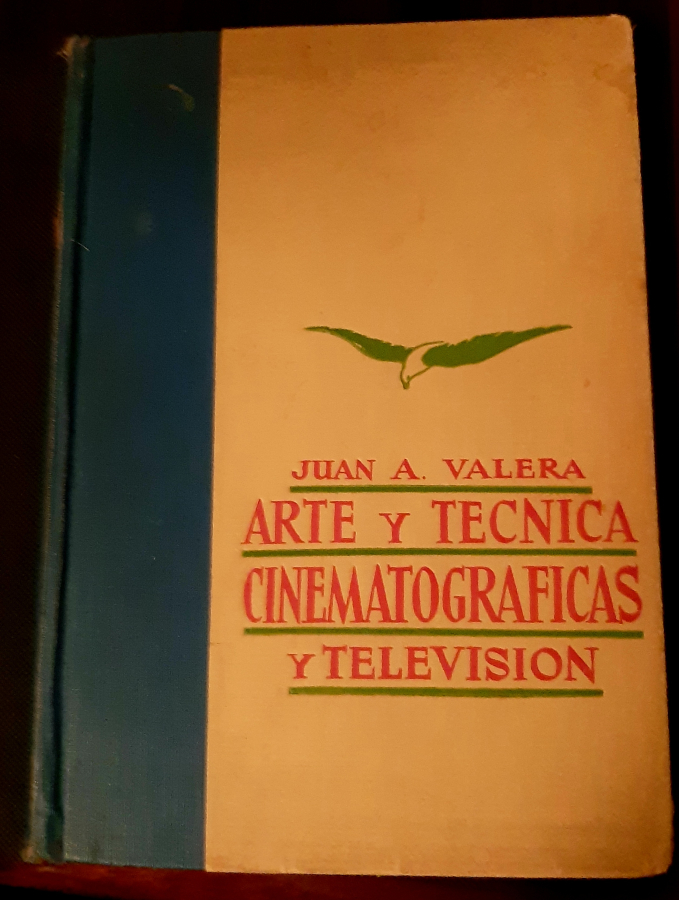 JUAN A. VALERA
ARTE Y TECNICA
CINEMATOGRAFICAS
Y TELEVISION